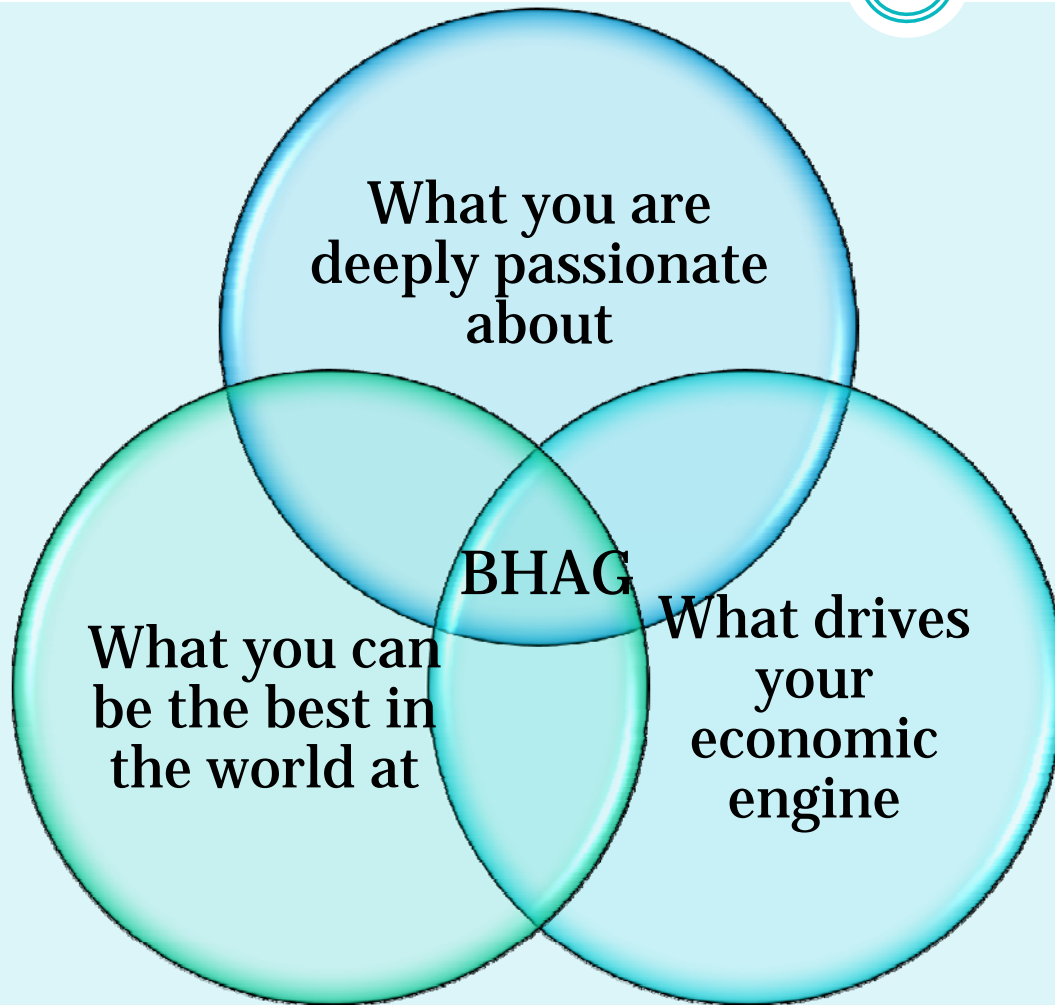 What you are
deeply passionate
about
BHAG
What you can
be the best in
the world at
What drives
your
economic
engine